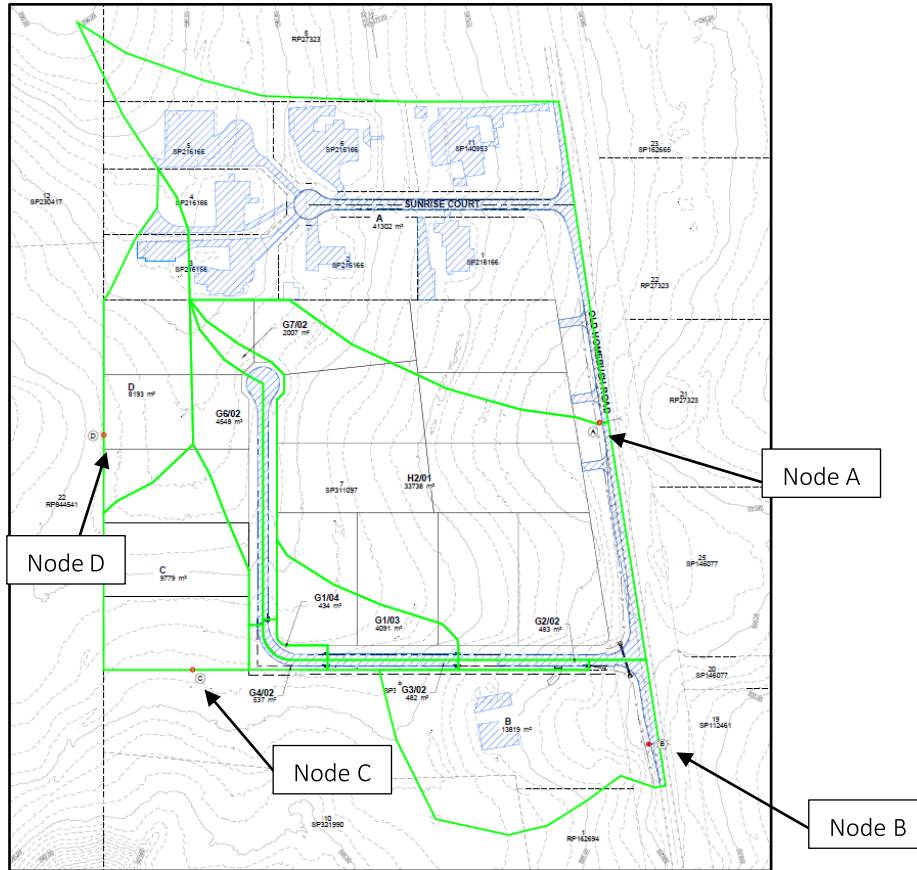 6
RP27323
5
SP216166
6
SP216166
11
SP140953
23
SP162665
12
SP230417
4
SP216166
SUNRISE COURT
A
41302 m²
3
SP216166
2
SP216166
1
SP216166
22
RP27323
OLD HOMEBUSH ROAD
G7/02
2007 m²
D
8193 m²
G6/02
4548 m²
21
RP27323
D
A
Node A
H2/01
33738 m²
7
SP311097
22
RP844541
Node D
25
SP146077
C
9779 m²
G1/04
434 m²
G1/03
4091 m²
G2/02
483 m²
20
SP146077
C
G4/02
537 m²
G3/02
482 m²
B
13819 m²
19
SP112461
B
Node C
Node B
10
SP321990
1
RP162694